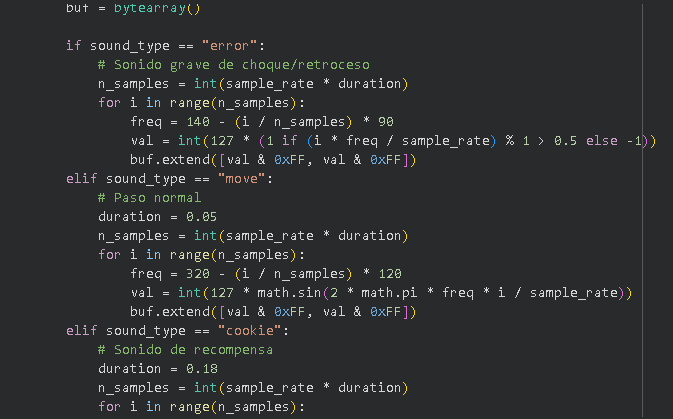 buf = bytearray()
if sound_type == "error":
# Sonido grave de choque/retroceso
n_samples = int(sample_rate * duration)
for i in range(n_samples):
freq = 140 - (i / n_samples) * 90
val = int(127 * (1 if (i * freq / sample_rate) % 1 > 0.5 else -1))
buf.extend([val & 0xFF, val & 0xFF])
elif sound_type == "move":
# Paso normal
duration = 0.05
n_samples = int(sample_rate * duration)
for i in range(n_samples):
freq = 320 - (i / n_samples) * 120
val = int(127 * math.sin(2 * math.pi * freq * i / sample_rate))
buf.extend([val & 0xFF, val & 0xFF])
elif sound_type == "cookie":
# Sonido de recompensa
duration = 0.18
n_samples = int(sample_rate * duration)
for i in range(n_samples):